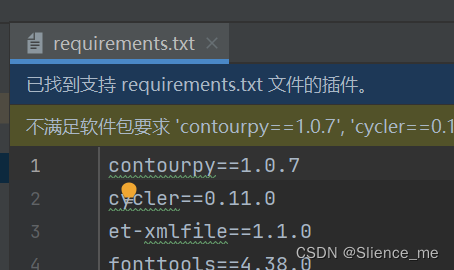 requirements.txt
已找到支持 requirements.txt 文件的插件。
不满足软件包要求 'contourpy==1.0.7', 'cycler==0.1
1 contourpy==1.0.7
2 cycler==0.11.0
3 et-xmlfile==1.1.0
4 fonttools==4.38.0
CSDN @Slience_me